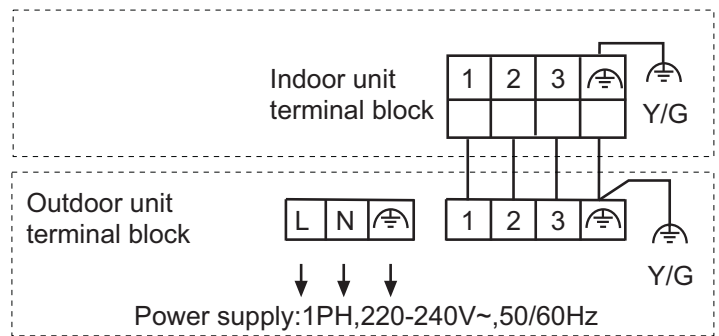 Indoor unit
terminal block
1 2 3
Y/G
Outdoor unit
terminal block
L N
1 2 3
Y/G
Power supply:1PH,220-240V~,50/60Hz